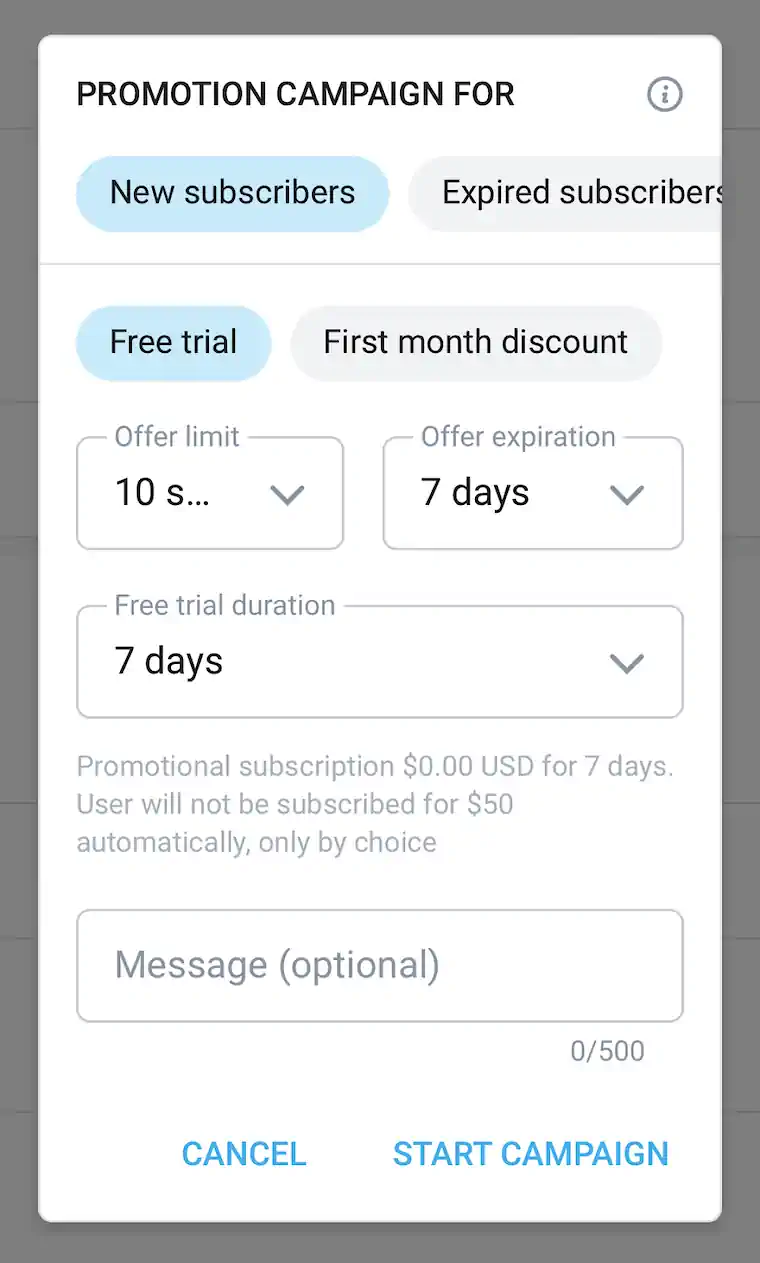 PROMOTION CAMPAIGN FOR
New subscribers Expired subscribers
Free trial First month discount
Offer limit Offer expiration
10 s... 7 days
Free trial duration
7 days
Promotional subscription $0.00 USD for 7 days.
User will not be subscribed for $50
automatically, only by choice
Message (optional)
0/500
CANCEL START CAMPAIGN